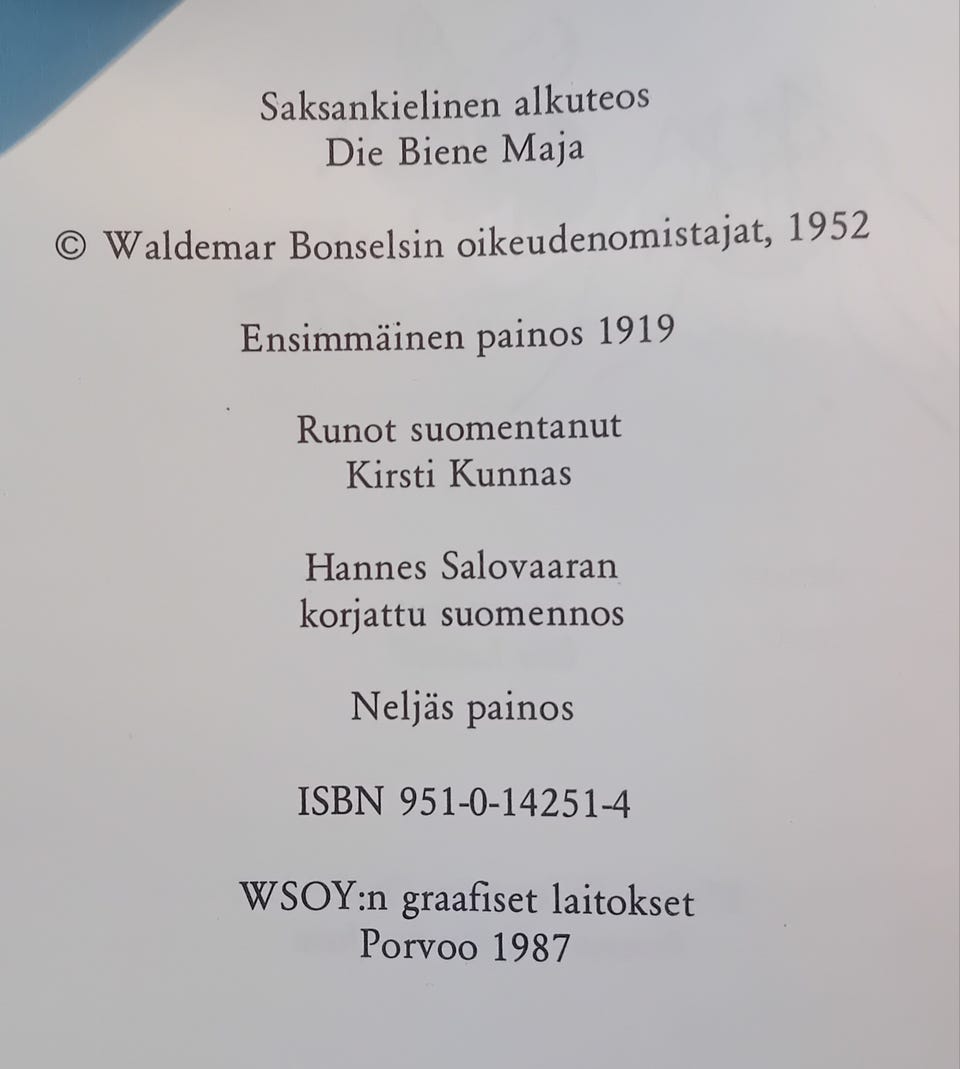 Saksankielinen alkuteos
Die Biene Maja
© Waldemar Bonselsin oikeudenomistajat, 1952
Ensimmäinen painos 1919
Runot suomentanut
Kirsti Kunnas
Hannes Salovaaran
korjattu suomennos
Neljäs painos
ISBN 951-0-14251-4
WSOY:n graafiset laitokset
Porvoo 1987